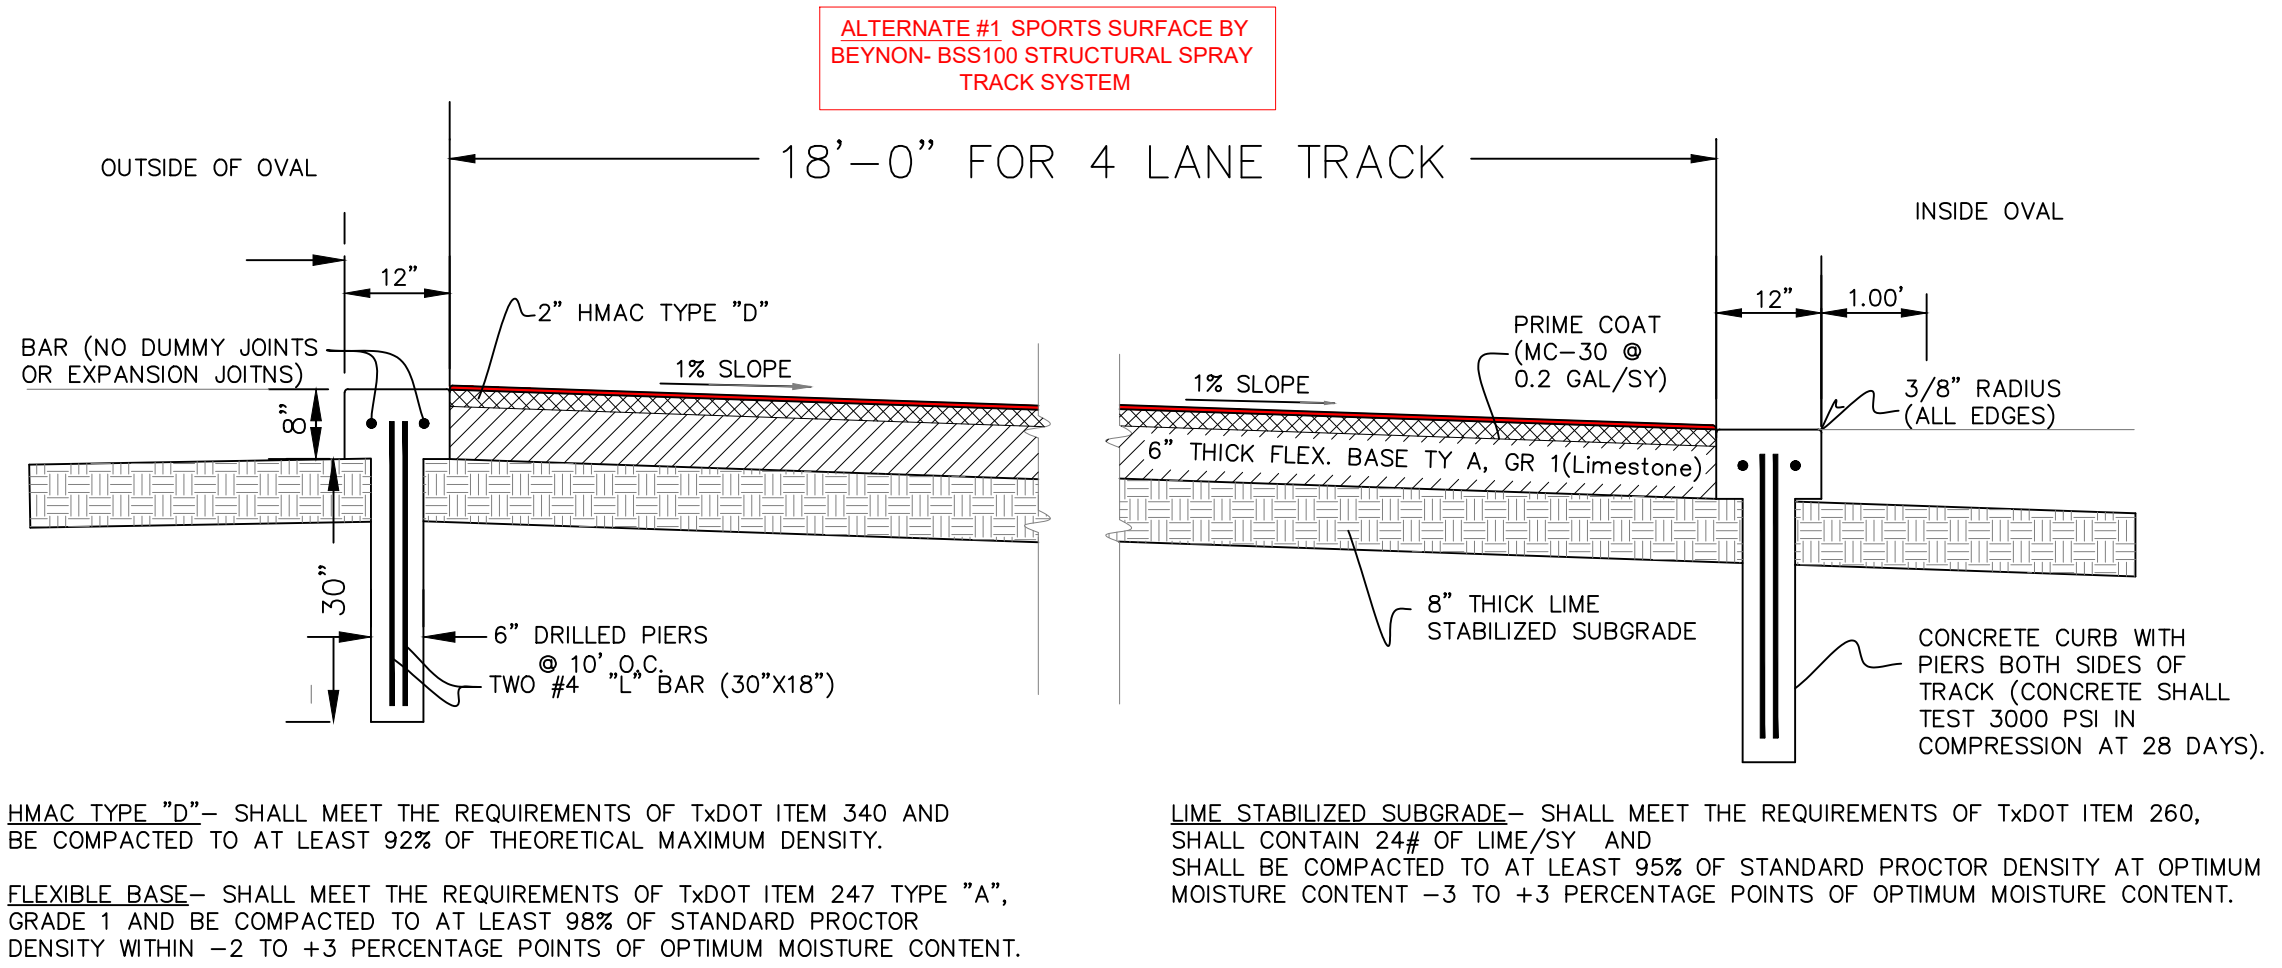 ALTERNATE #1 SPORTS SURFACE BY
BEYNON- BSS100 STRUCTURAL SPRAY
TRACK SYSTEM
18'-0" FOR 4 LANE TRACK
OUTSIDE OF OVAL
INSIDE OVAL
12"
2" HMAC TYPE "D"
12"
1.00'
BAR (NO DUMMY JOINTS
OR EXPANSION JOITNS)
1% SLOPE
1% SLOPE
PRIME COAT
(MC-30 @
0.2 GAL/SY)
3/8" RADIUS
(ALL EDGES)
8"
6" THICK FLEX. BASE TY A, GR 1(Limestone)
30"
6" DRILLED PIERS
@ 10' O.C.
TWO #4 "L" BAR (30"X18")
8" THICK LIME
STABILIZED SUBGRADE
CONCRETE CURB WITH
PIERS BOTH SIDES OF
TRACK (CONCRETE SHALL
TEST 3000 PSI IN
COMPRESSION AT 28 DAYS).
HMAC TYPE "D"- SHALL MEET THE REQUIREMENTS OF TxDOT ITEM 340 AND
BE COMPACTED TO AT LEAST 92% OF THEORETICAL MAXIMUM DENSITY.
FLEXIBLE BASE- SHALL MEET THE REQUIREMENTS OF TxDOT ITEM 247 TYPE "A",
GRADE 1 AND BE COMPACTED TO AT LEAST 98% OF STANDARD PROCTOR
DENSITY WITHIN -2 TO +3 PERCENTAGE POINTS OF OPTIMUM MOISTURE CONTENT.
LIME STABILIZED SUBGRADE- SHALL MEET THE REQUIREMENTS OF TxDOT ITEM 260,
SHALL CONTAIN 24# OF LIME/SY AND
SHALL BE COMPACTED TO AT LEAST 95% OF STANDARD PROCTOR DENSITY AT OPTIMUM
MOISTURE CONTENT -3 TO +3 PERCENTAGE POINTS OF OPTIMUM MOISTURE CONTENT.